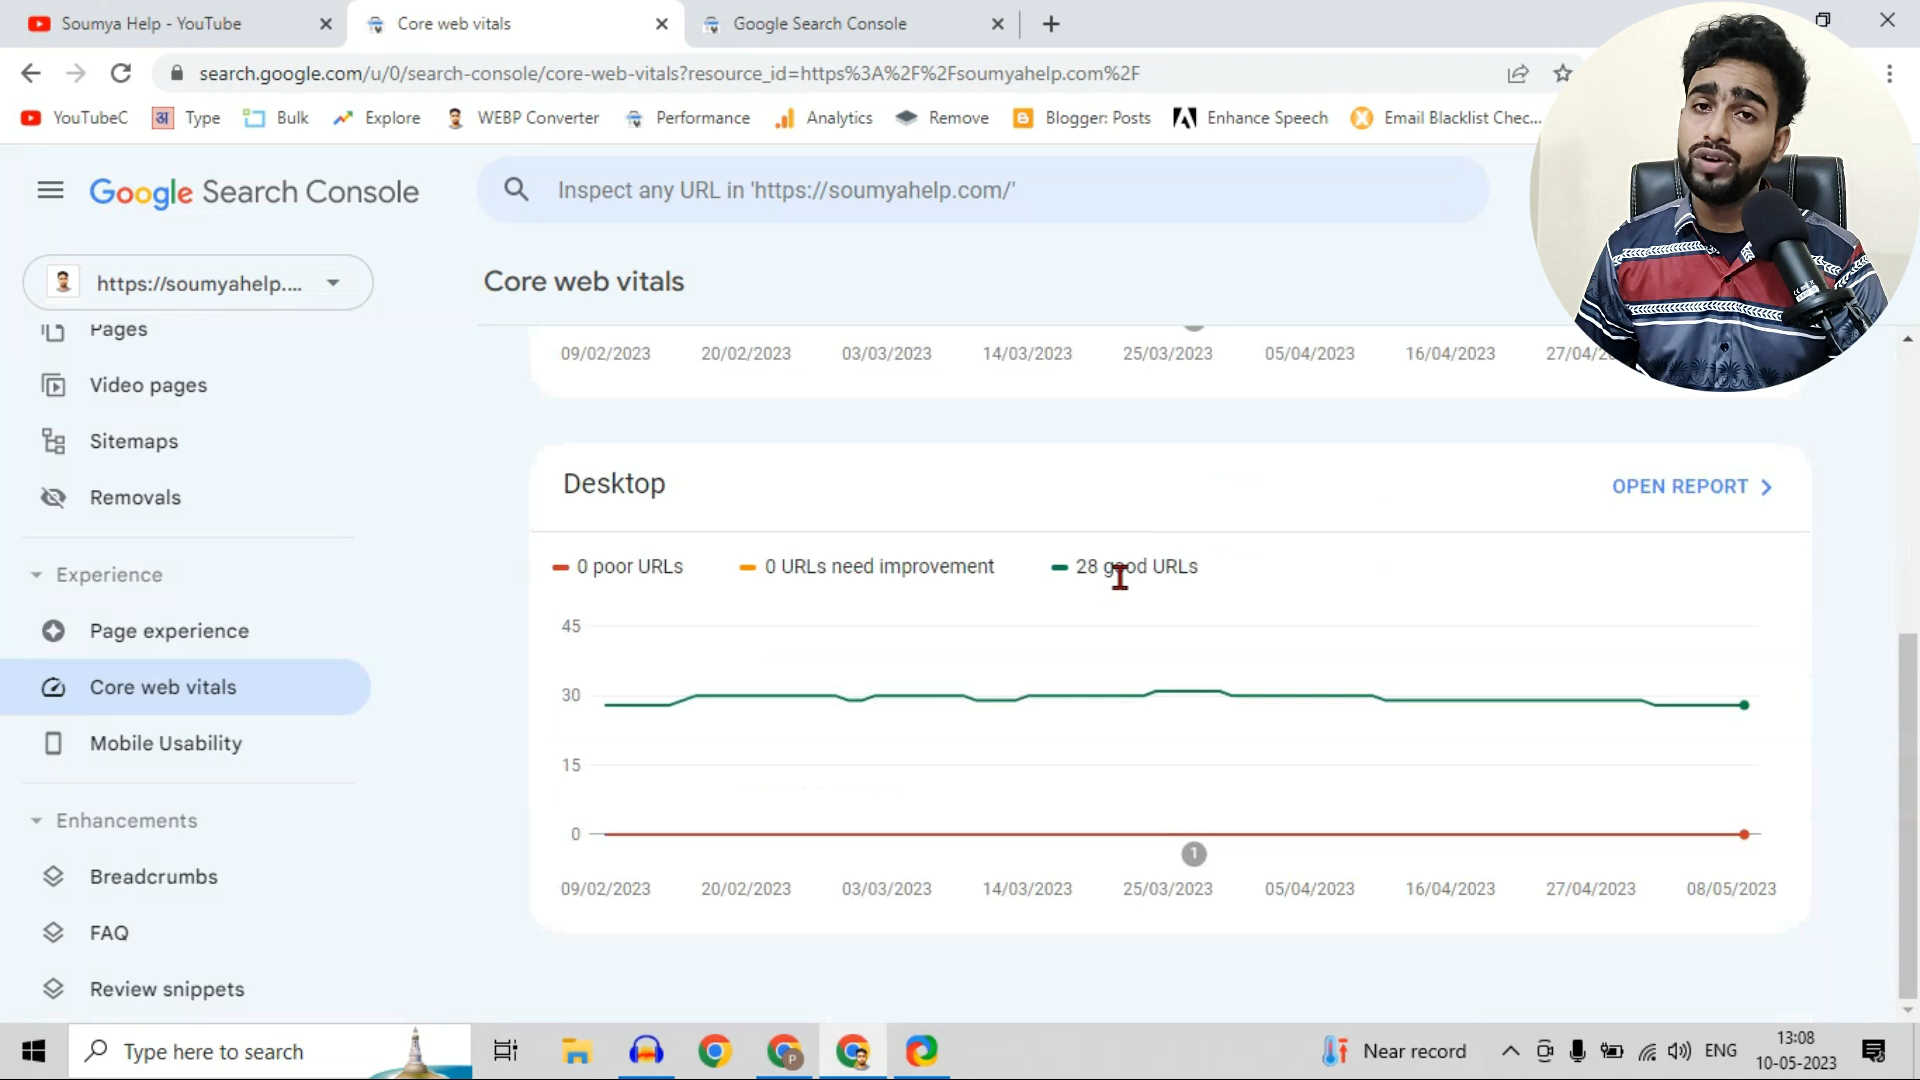 Soumya Help - YouTube
Core web vitals
Google Search Console
search.google.com/u/0/search-console/core-web-vitals?resource_id=https%3A%2F%2Fsoumyahelp.com%2F
YouTubeC
अ Type
Bulk
Explore
WEBP Converter
Performance
Analytics
Remove
Blogger: Posts
Enhance Speech
Email Blacklist Chec...
Google Search Console
Inspect any URL in 'https://soumyahelp.com/'
https://soumyahelp....
Core web vitals
Pages
Video pages
Sitemaps
Removals
Experience
Page experience
Core web vitals
Mobile Usability
Enhancements
Breadcrumbs
FAQ
Review snippets
09/02/2023 20/02/2023 03/03/2023 14/03/2023 25/03/2023 05/04/2023 16/04/2023 27/04/2
Desktop
OPEN REPORT
0 poor URLs
0 URLs need improvement
28 good URLs
45
30
15
0
1
09/02/2023 20/02/2023 03/03/2023 14/03/2023 25/03/2023 05/04/2023 16/04/2023 27/04/2023 08/05/2023
Type here to search
P
Near record
ENG
13:08
10-05-2023